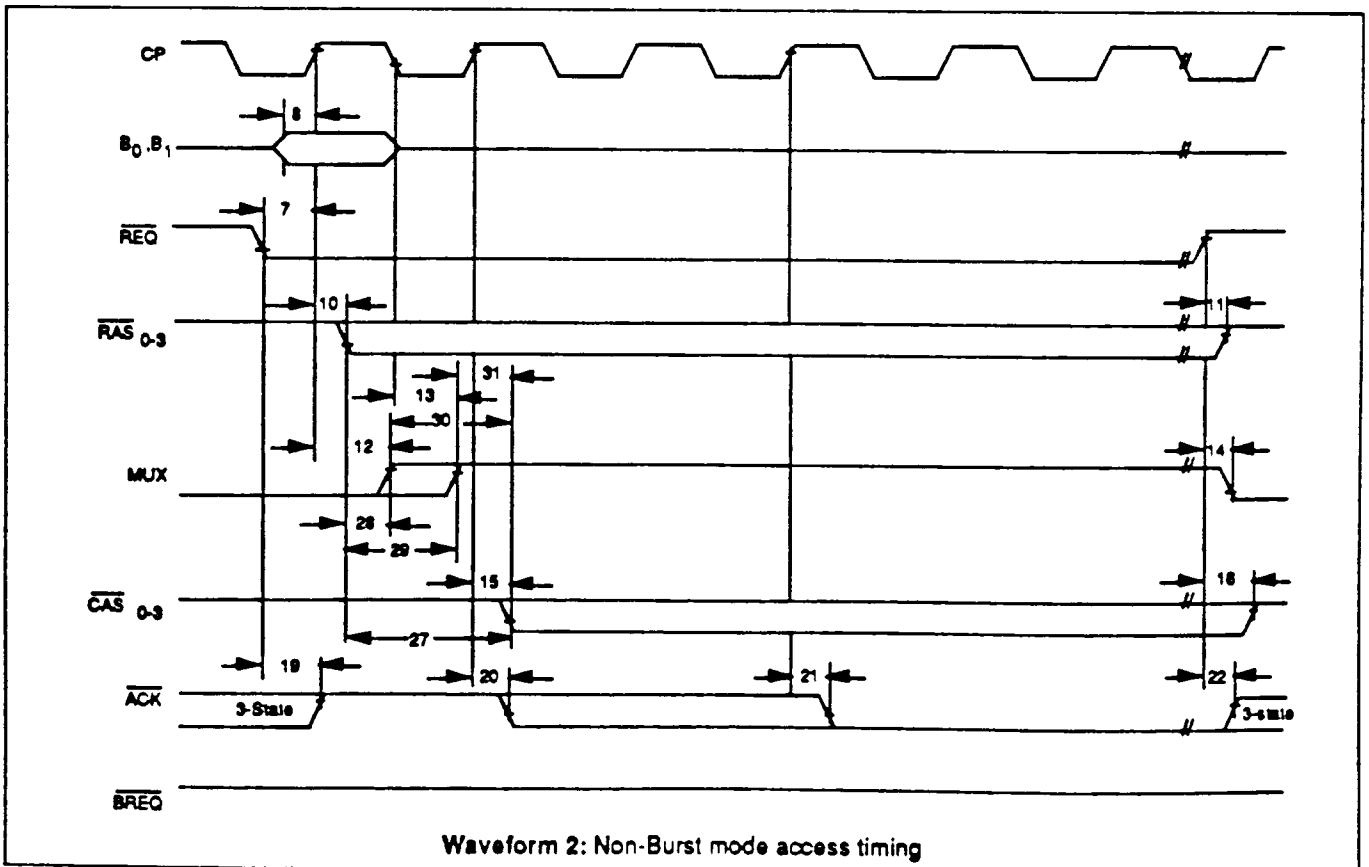 CP
8
B0 ,B1
7
REQ
10
11
RAS 0-3
31
13
30
12
14
MUX
28
29
15
18
CAS 0-3
27
19
20
21
22
ACK
3-State
3-state
BREQ
Waveform 2: Non-Burst mode access timing